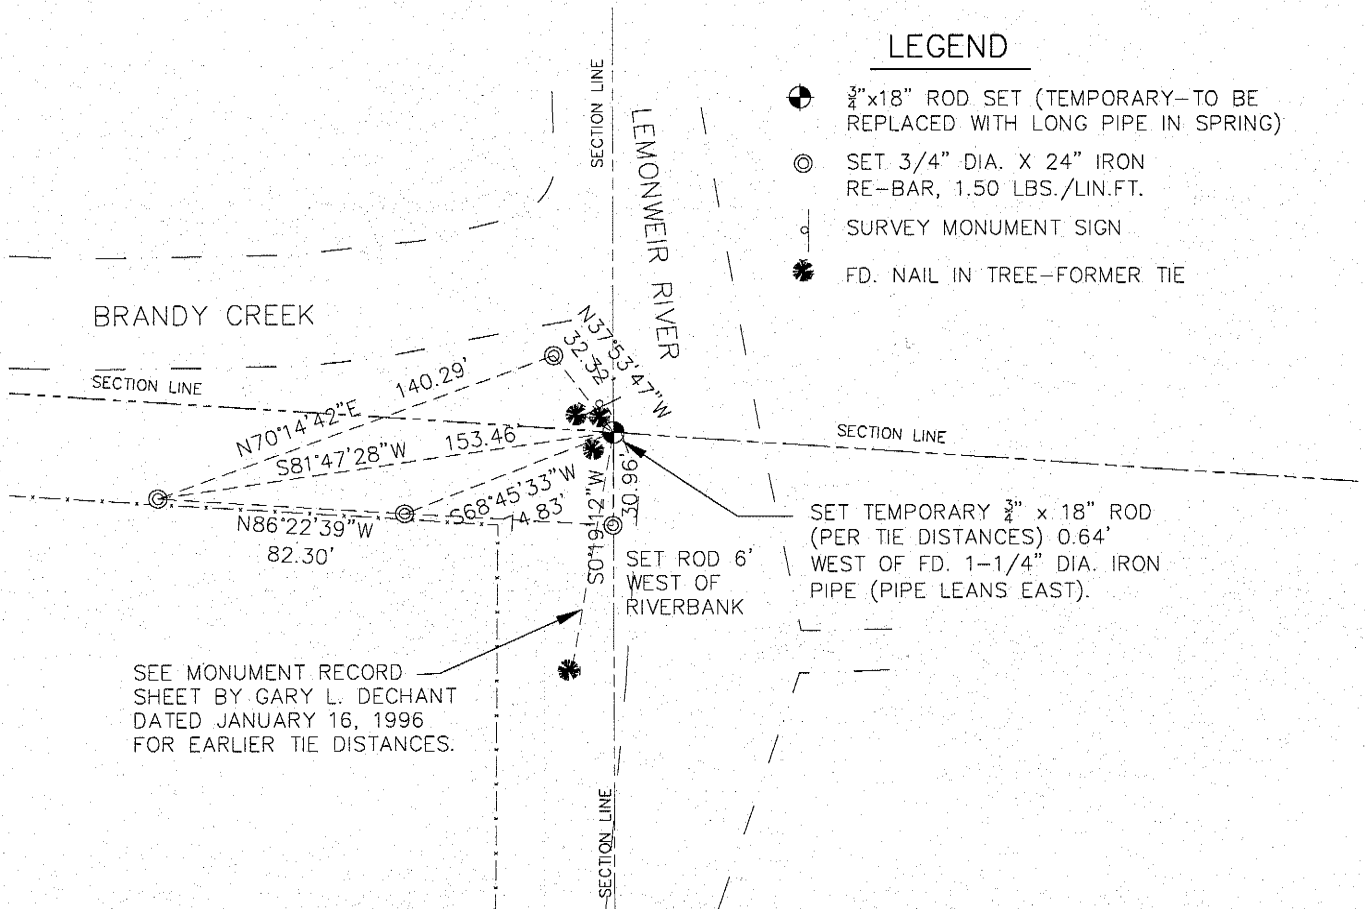 LEGEND
¾"x18" ROD SET (TEMPORARY-TO BE
REPLACED WITH LONG PIPE IN SPRING)
SET 3/4" DIA. X 24" IRON
RE-BAR, 1.50 LBS./LIN.FT.
SURVEY MONUMENT SIGN
FD. NAIL IN TREE-FORMER TIE
SECTION LINE
LEMONWEIR RIVER
BRANDY CREEK
SECTION LINE
N37°53'47"W
32.32'
140.29'
N70°14'42"E
S81°47'28"W
153.46'
SECTION LINE
S68°45'33"W
74.83'
N86°22'39"W
82.30'
S0°19'12"W
30.96'
SET ROD 6'
WEST OF
RIVERBANK
SET TEMPORARY ¾" x 18" ROD
(PER TIE DISTANCES) 0.64'
WEST OF FD. 1-1/4" DIA. IRON
PIPE (PIPE LEANS EAST).
SEE MONUMENT RECORD
SHEET BY GARY L. DECHANT
DATED JANUARY 16, 1996
FOR EARLIER TIE DISTANCES.
SECTION LINE